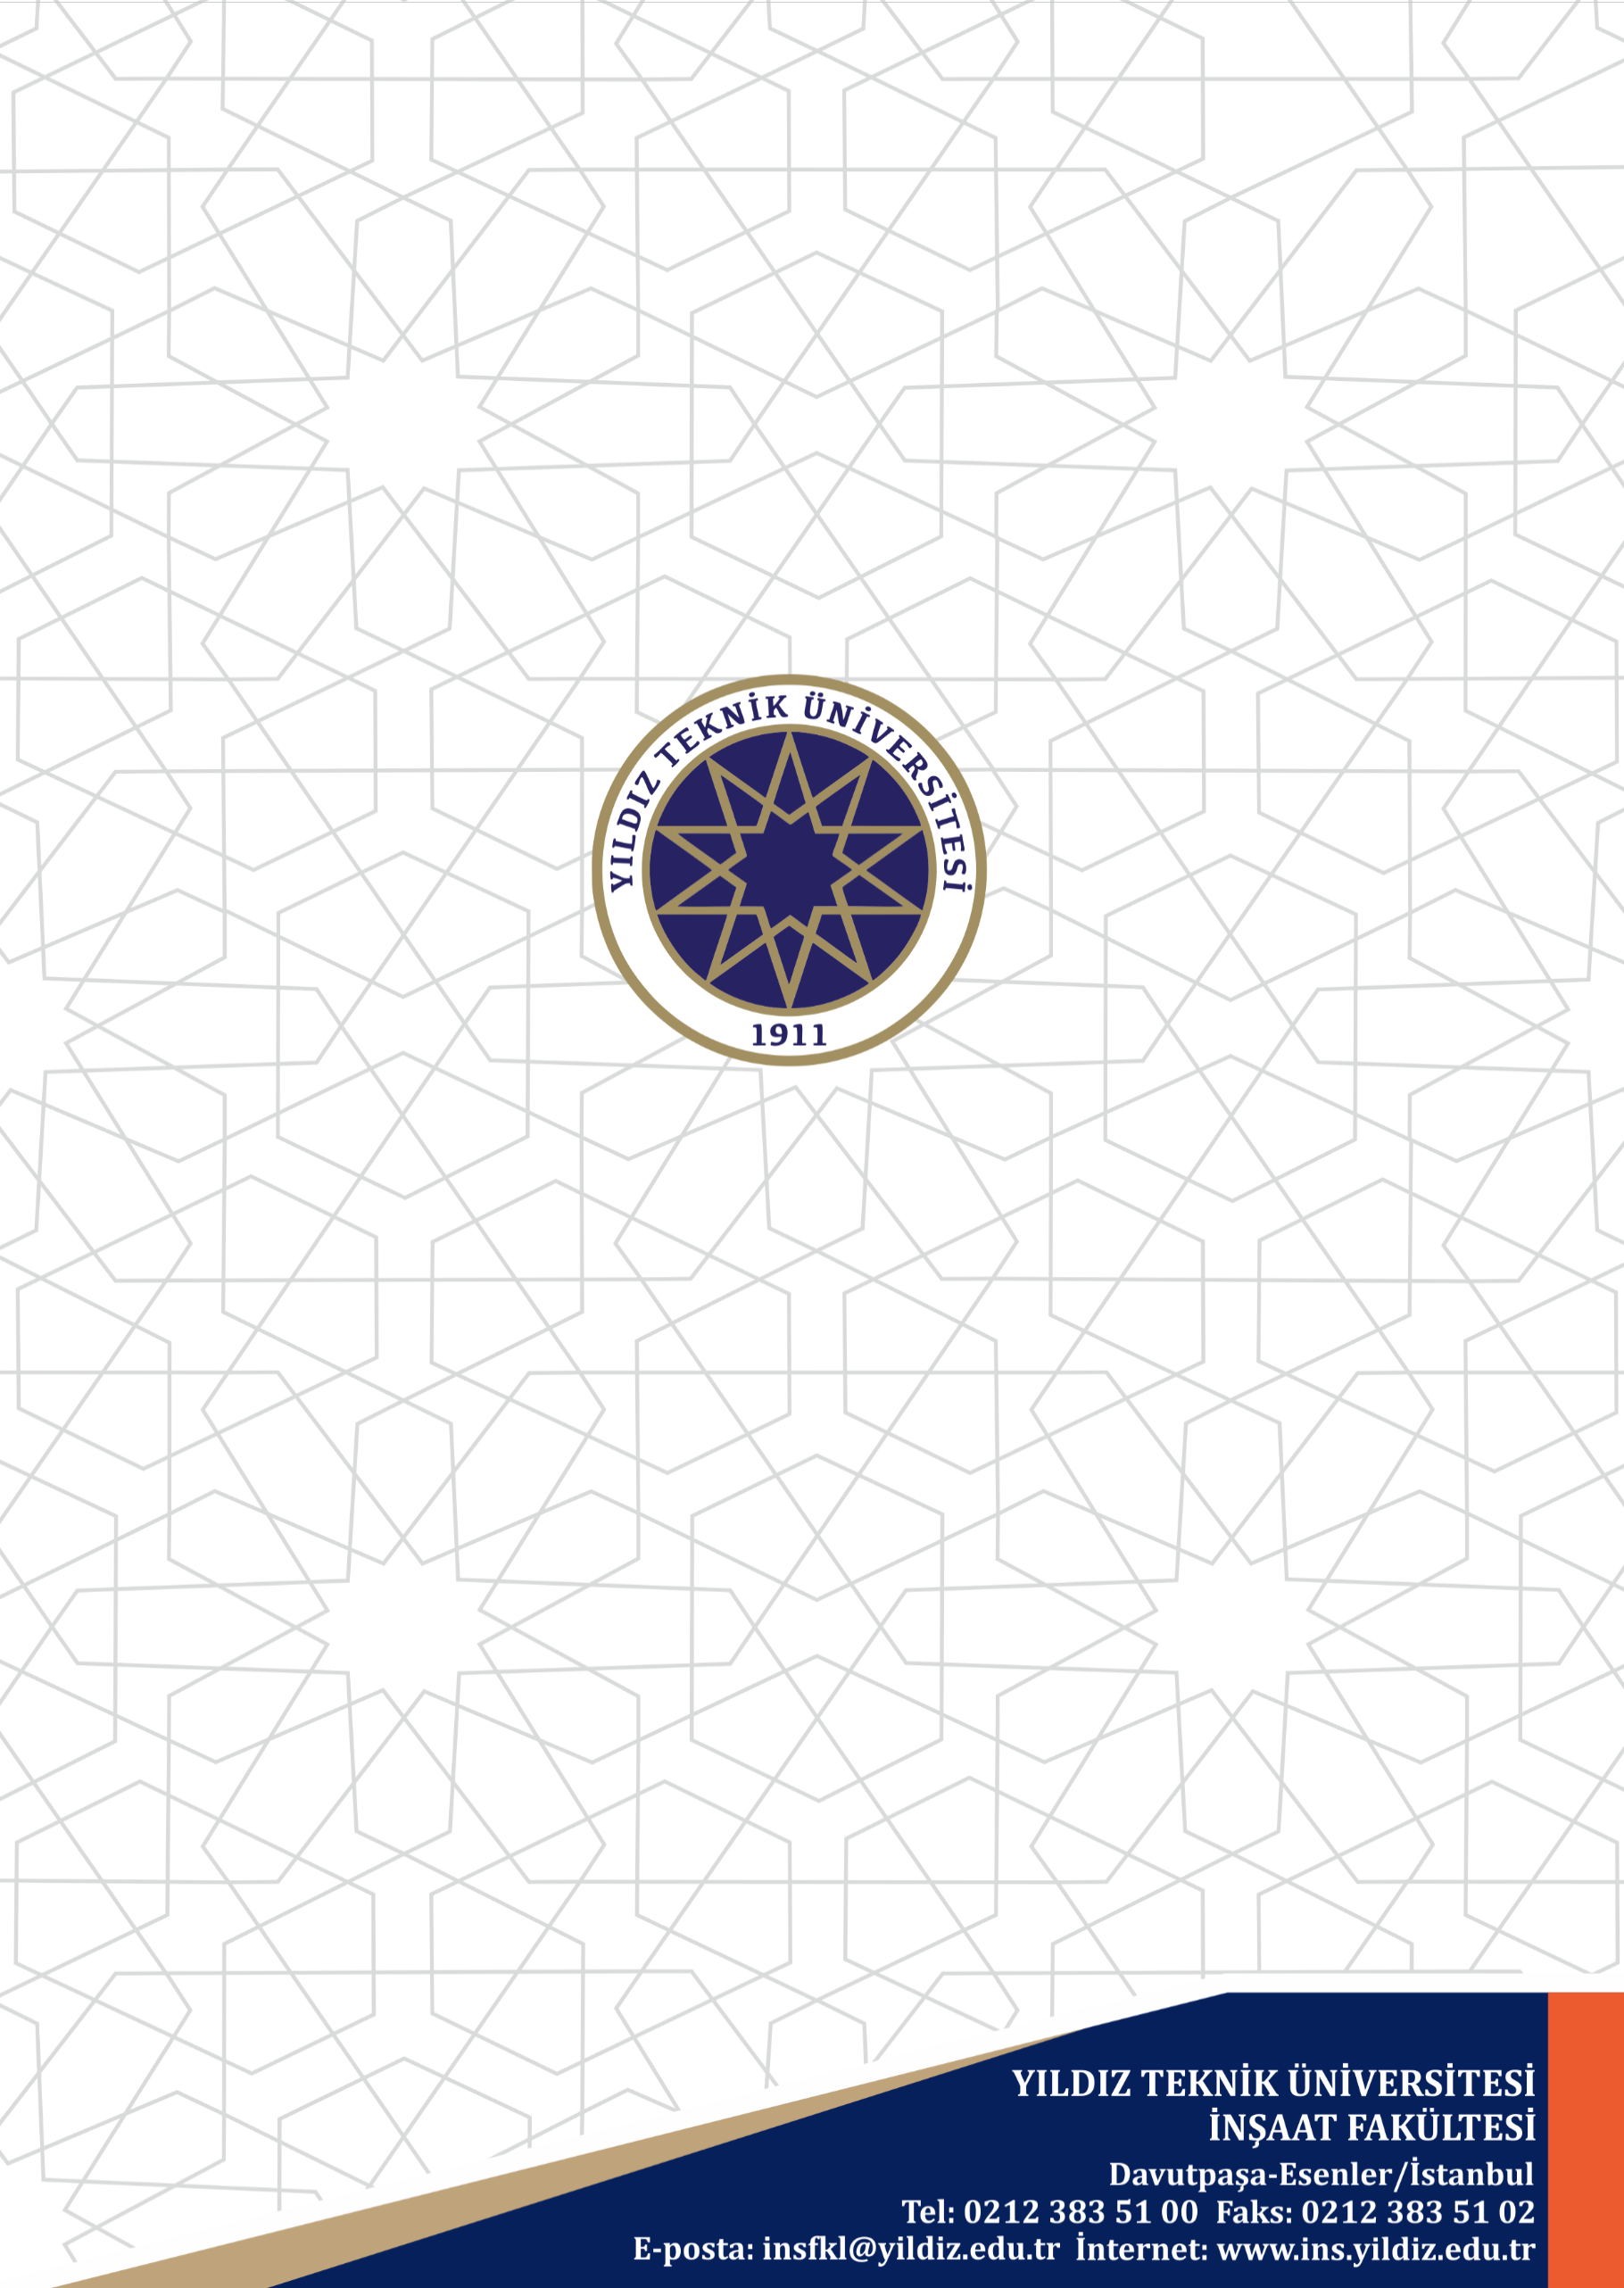 YILDIZ TEKNİK ÜNİVERSİTESİ
1911
YILDIZ TEKNİK ÜNİVERSİTESİ
İNŞAAT FAKÜLTESİ
Davutpaşa-Esenler/İstanbul
Tel: 0212 383 51 00 Faks: 0212 383 51 02
E-posta: insfkl@yildiz.edu.tr İnternet: www.ins.yildiz.edu.tr